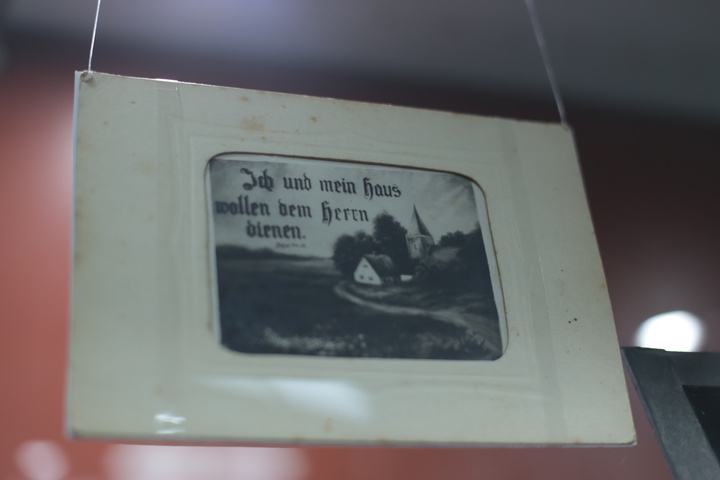 Ich und mein Haus
wollen dem Herrn
dienen.